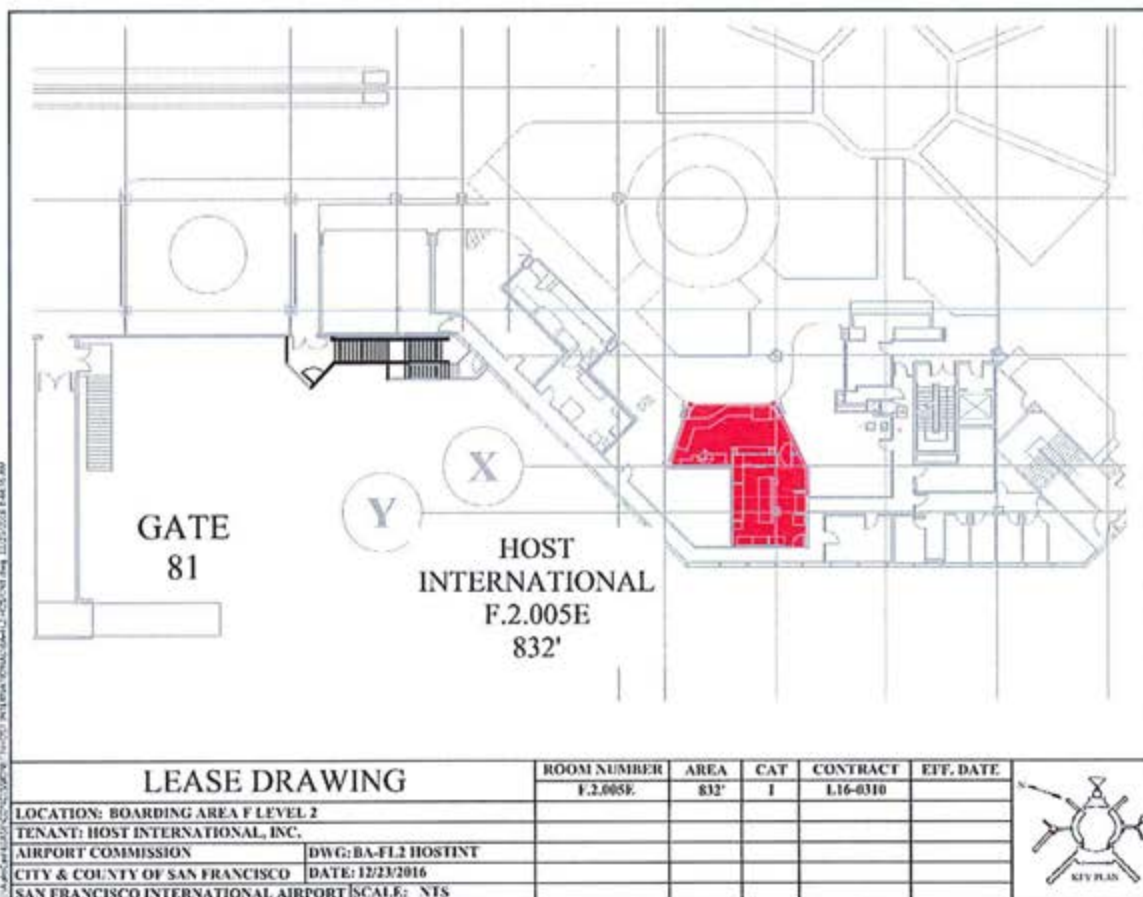 X
Y
GATE
81
HOST
INTERNATIONAL
F.2.005E
832'
LEASE DRAWING
LOCATION: BOARDING AREA F LEVEL 2
TENANT: HOST INTERNATIONAL, INC.
AIRPORT COMMISSION DWG: BA-FL2 HOSTINT
CITY & COUNTY OF SAN FRANCISCO DATE: 12/23/2016
SAN FRANCISCO INTERNATIONAL AIRPORT SCALE: NTS
ROOM NUMBER AREA CAT CONTRACT EFF. DATE
F.2.005E 832' I L16-0310
KEY PLAN